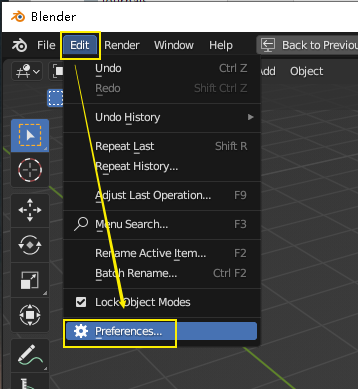 Blender
File Edit Render Window Help Back to Previou
Add Object
Undo Ctrl Z
Redo Shift Ctrl Z
Undo History
Repeat Last Shift R
Repeat History...
Adjust Last Operation... F9
Menu Search... F3
Rename Active Item... F2
Batch Rename... Ctrl F2
Lock Object Modes
Preferences...